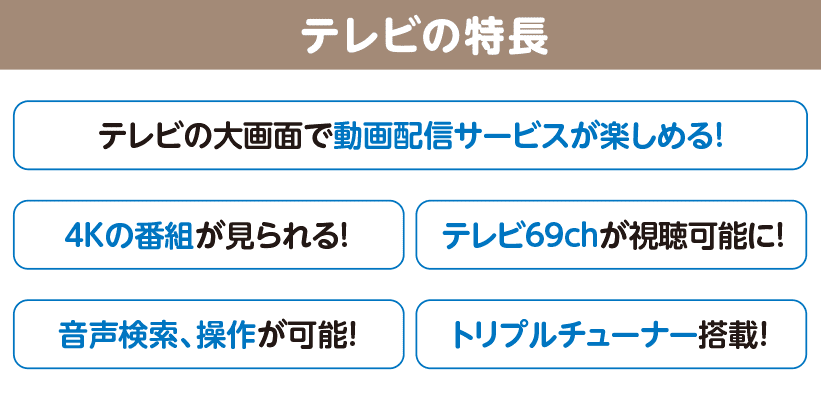 テレビの特長
テレビの大画面で動画配信サービスが楽しめる!
4Kの番組が見られる!
テレビ69chが視聴可能に!
音声検索、操作が可能!
トリプルチューナー搭載!